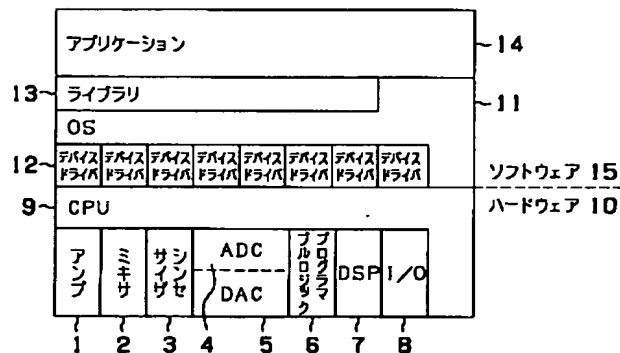 アプリケーション
14
13
ライブラリ
11
OS
12
デバイス デバイス デバイス デバイス デバイス デバイス デバイス デバイス
ドライバ ドライバ ドライバ ドライバ ドライバ ドライバ ドライバ ドライバ
ソフトウェア 15
9
CPU
ハードウェア 10
アンプ
ミキサ
シンセ
サイザ
ADC
DAC
プログラマ
ブルロジック
DSP
I/O
1 2 3 4 5 6 7 8